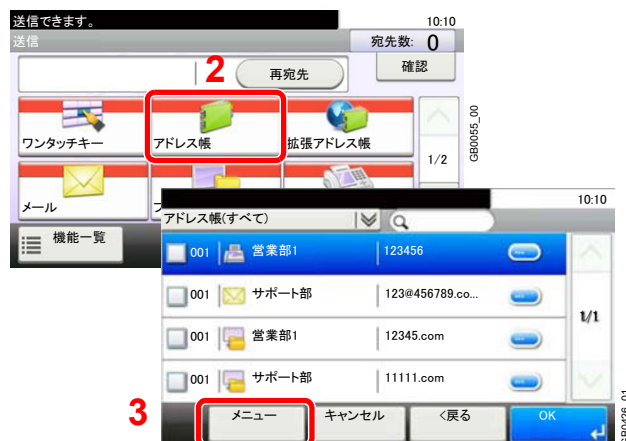 送信できます。 10:10
送信 宛先数: 0
2 再宛先 確認
ワンタッチキー アドレス帳 拡張アドレス帳
1/2
GB0055_00
メール
機能一覧
10:10
アドレス帳(すべて)
001 営業部1 123456
001 サポート部 123@456789.co...
1/1
001 営業部1 12345.com
001 サポート部 11111.com
3 メニュー キャンセル <戻る OK